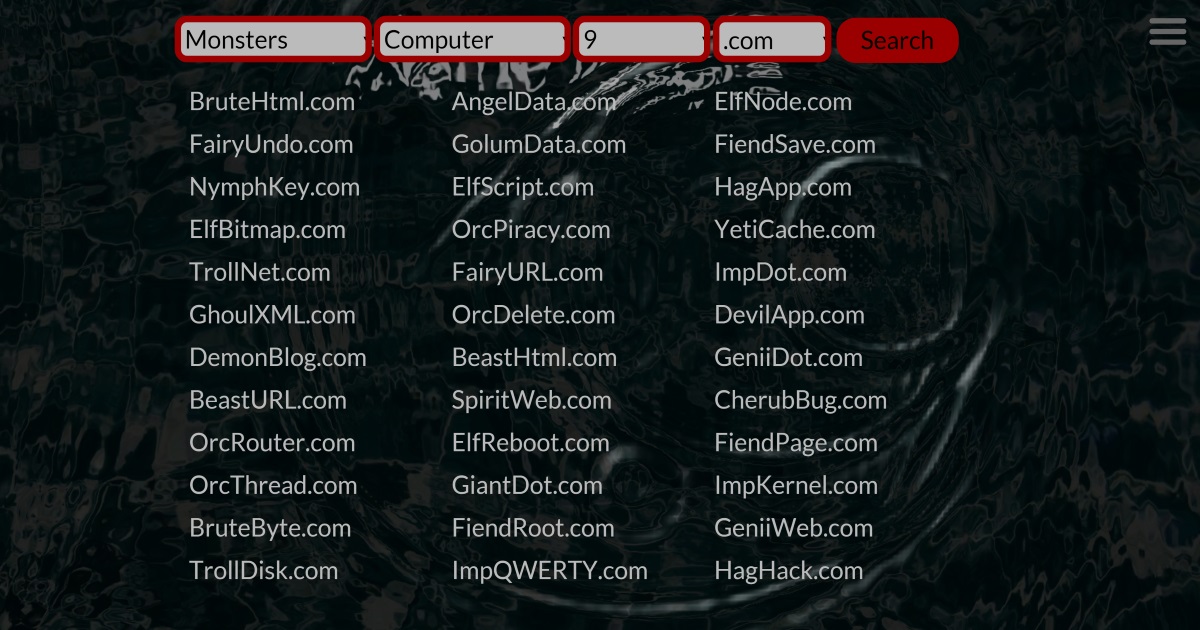 Monsters Computer 9 .com Search
BruteHtml.com AngelData.com ElfNode.com
FairyUndo.com GolumData.com FiendSave.com
NymphKey.com ElfScript.com HagApp.com
ElfBitmap.com OrcPiracy.com YetiCache.com
TrollNet.com FairyURL.com ImpDot.com
GhoulXML.com OrcDelete.com DevilApp.com
DemonBlog.com BeastHtml.com GeniiDot.com
BeastURL.com SpiritWeb.com CherubBug.com
OrcRouter.com ElfReboot.com FiendPage.com
OrcThread.com GiantDot.com ImpKernel.com
BruteByte.com FiendRoot.com GeniiWeb.com
TrollDisk.com ImpQWERTY.com HagHack.com